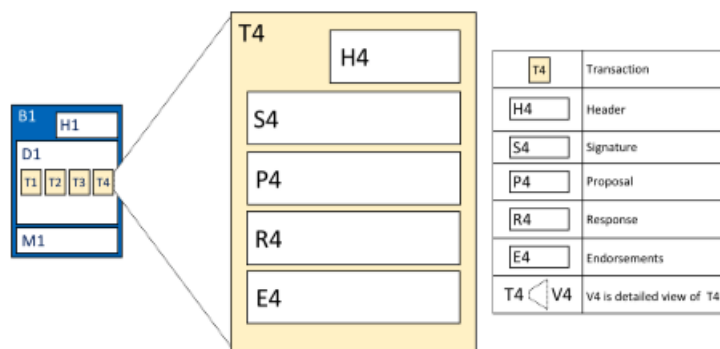 B1
H1
D1
T1 T2 T3 T4
M1
T4
H4
S4
P4
R4
E4
T4 Transaction
H4 Header
S4 Signature
P4 Proposal
R4 Response
E4 Endorsements
T4 V4 V4 is detailed view of T4